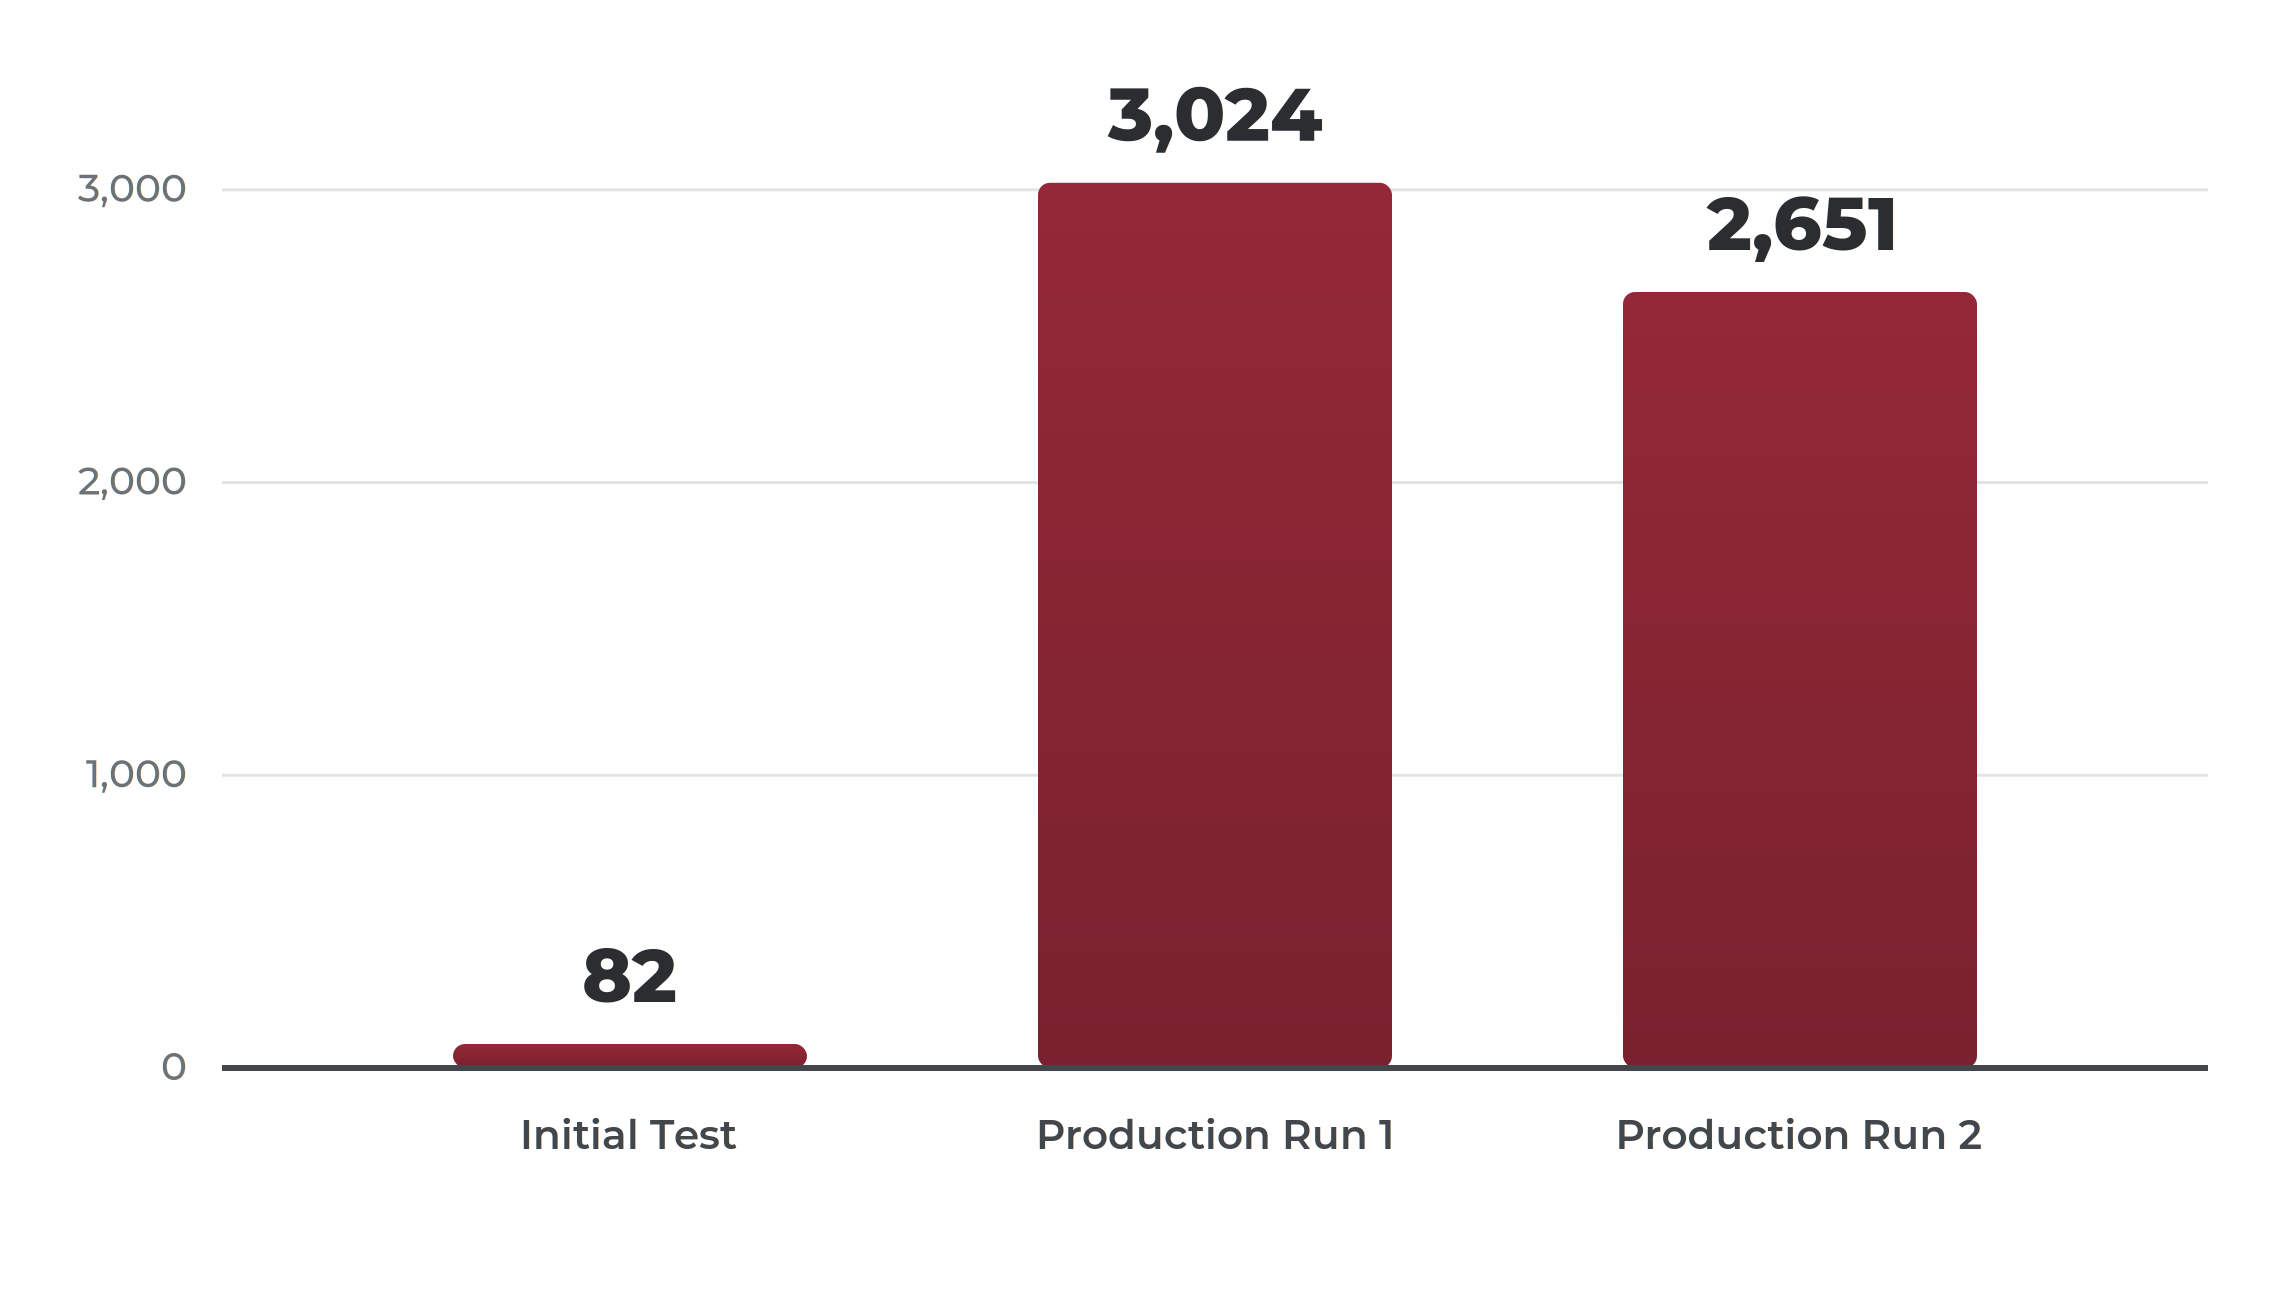 3,024
3,000
2,651
2,000
1,000
82
0
Initial Test
Production Run 1
Production Run 2